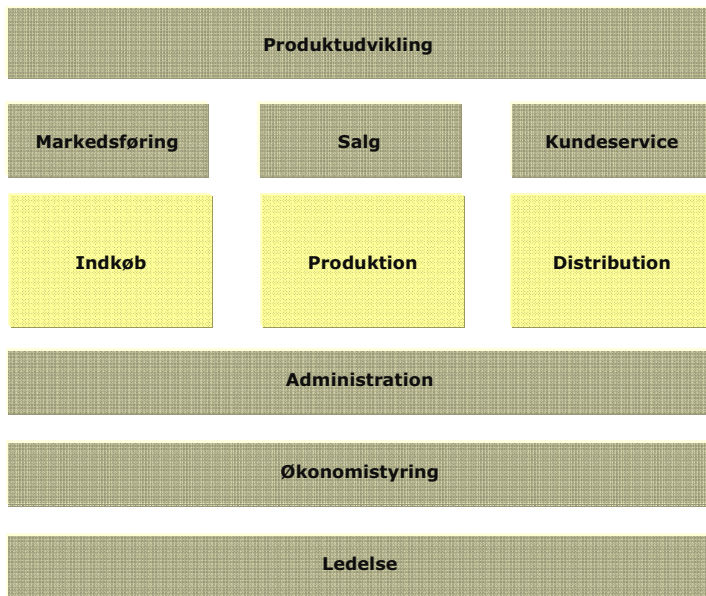 Produktudvikling
Markedsføring
Salg
Kundeservice
Indkøb
Produktion
Distribution
Administration
Økonomistyring
Ledelse